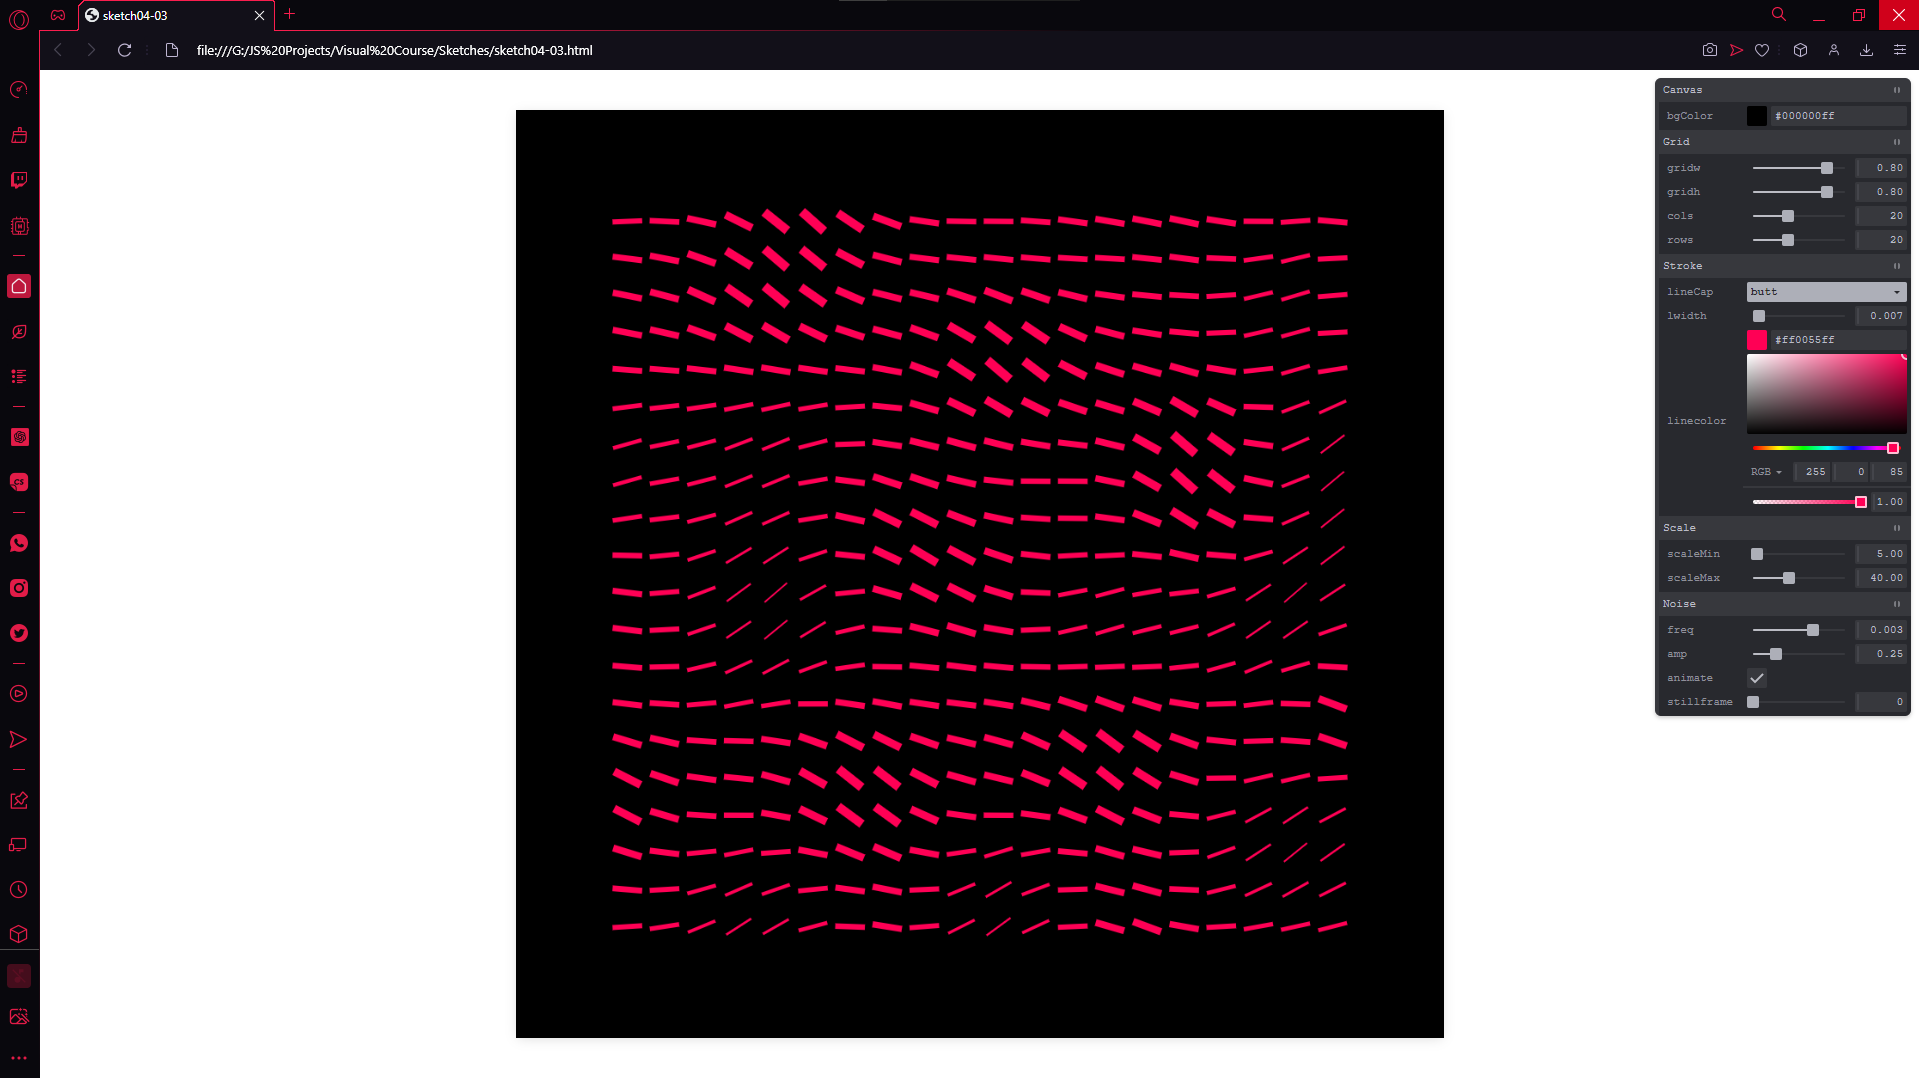 sketch04-03
file:///G:/JS%20Projects/Visual%20Course/Sketches/sketch04-03.html
Canvas
bgColor #000000ff
Grid
gridw 0.80
gridh 0.80
cols 20
rows 20
Stroke
lineCap butt
lwidth 0.007
#ff0055ff
linecolor
RGB 255 0 85
1.00
Scale
scaleMin 5.00
scaleMax 40.00
Noise
freq 0.003
amp 0.25
animate
stillframe 0